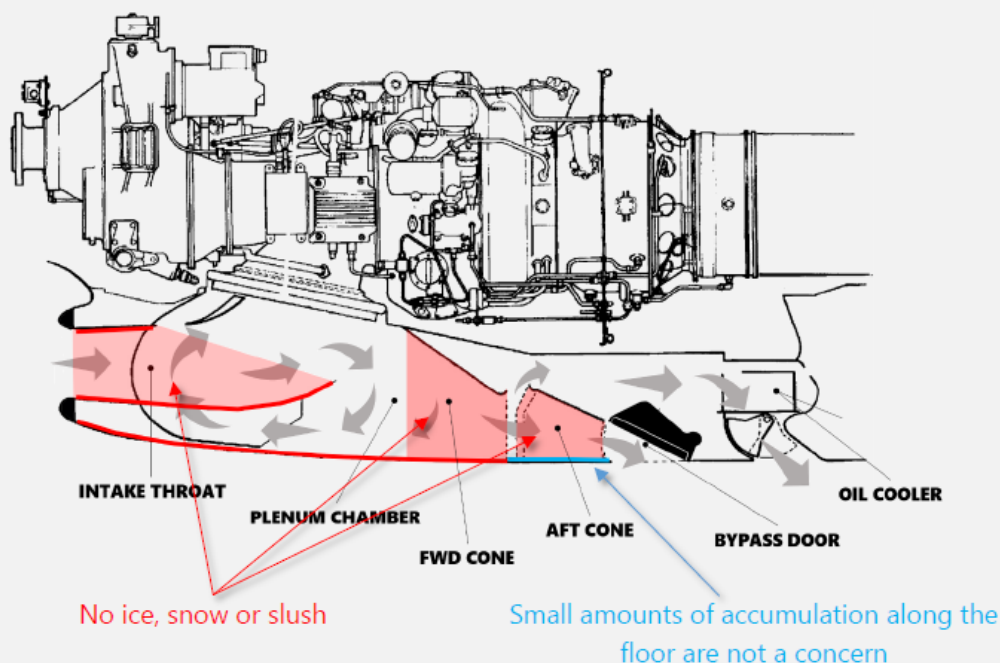 INTAKE THROAT
PLENUM CHAMBER
FWD CONE
AFT CONE
BYPASS DOOR
OIL COOLER
No ice, snow or slush
Small amounts of accumulation along the
floor are not a concern